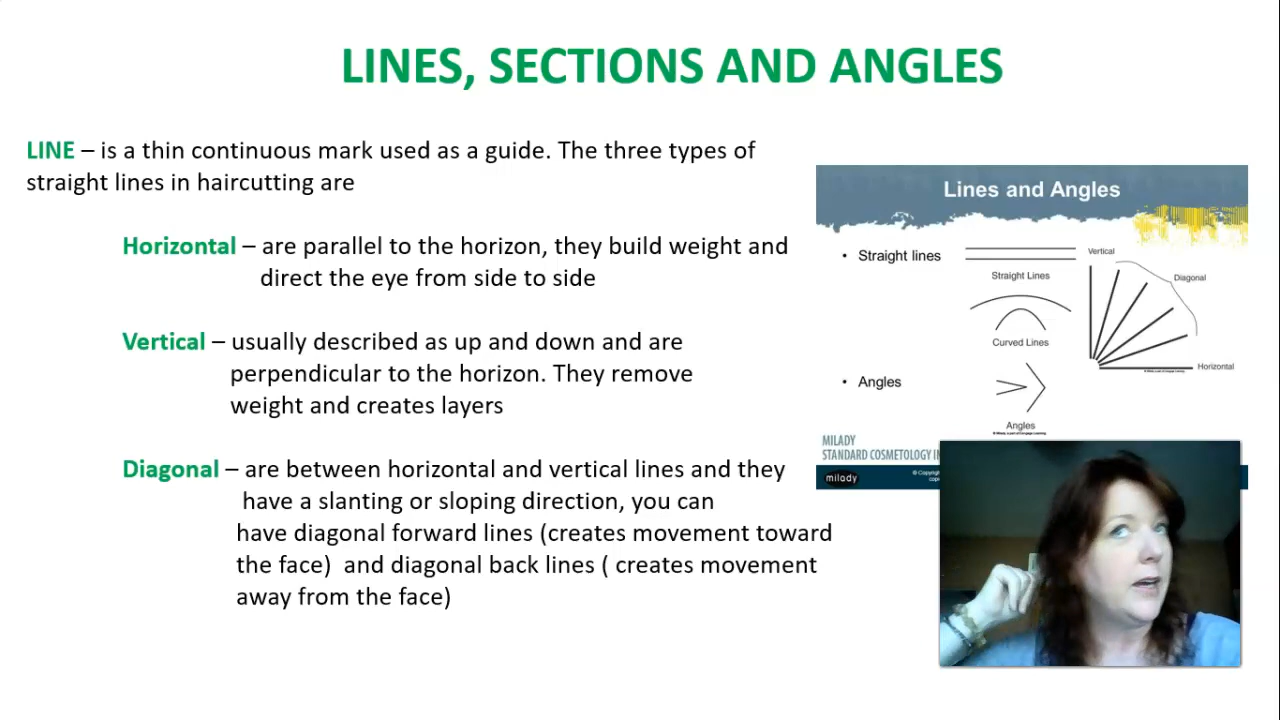 LINES, SECTIONS AND ANGLES
LINE – is a thin continuous mark used as a guide. The three types of
straight lines in haircutting are
Horizontal – are parallel to the horizon, they build weight and
direct the eye from side to side
Vertical – usually described as up and down and are
perpendicular to the horizon. They remove
weight and creates layers
Diagonal – are between horizontal and vertical lines and they
have a slanting or sloping direction, you can
have diagonal forward lines (creates movement toward
the face) and diagonal back lines ( creates movement
away from the face)
Lines and Angles
• Straight lines
Straight Lines
Curved Lines
Vertical
Diagonal
Horizontal
• Angles
Angles
MILADY
STANDARD COSMETOLOGY
milady
© Copyrig